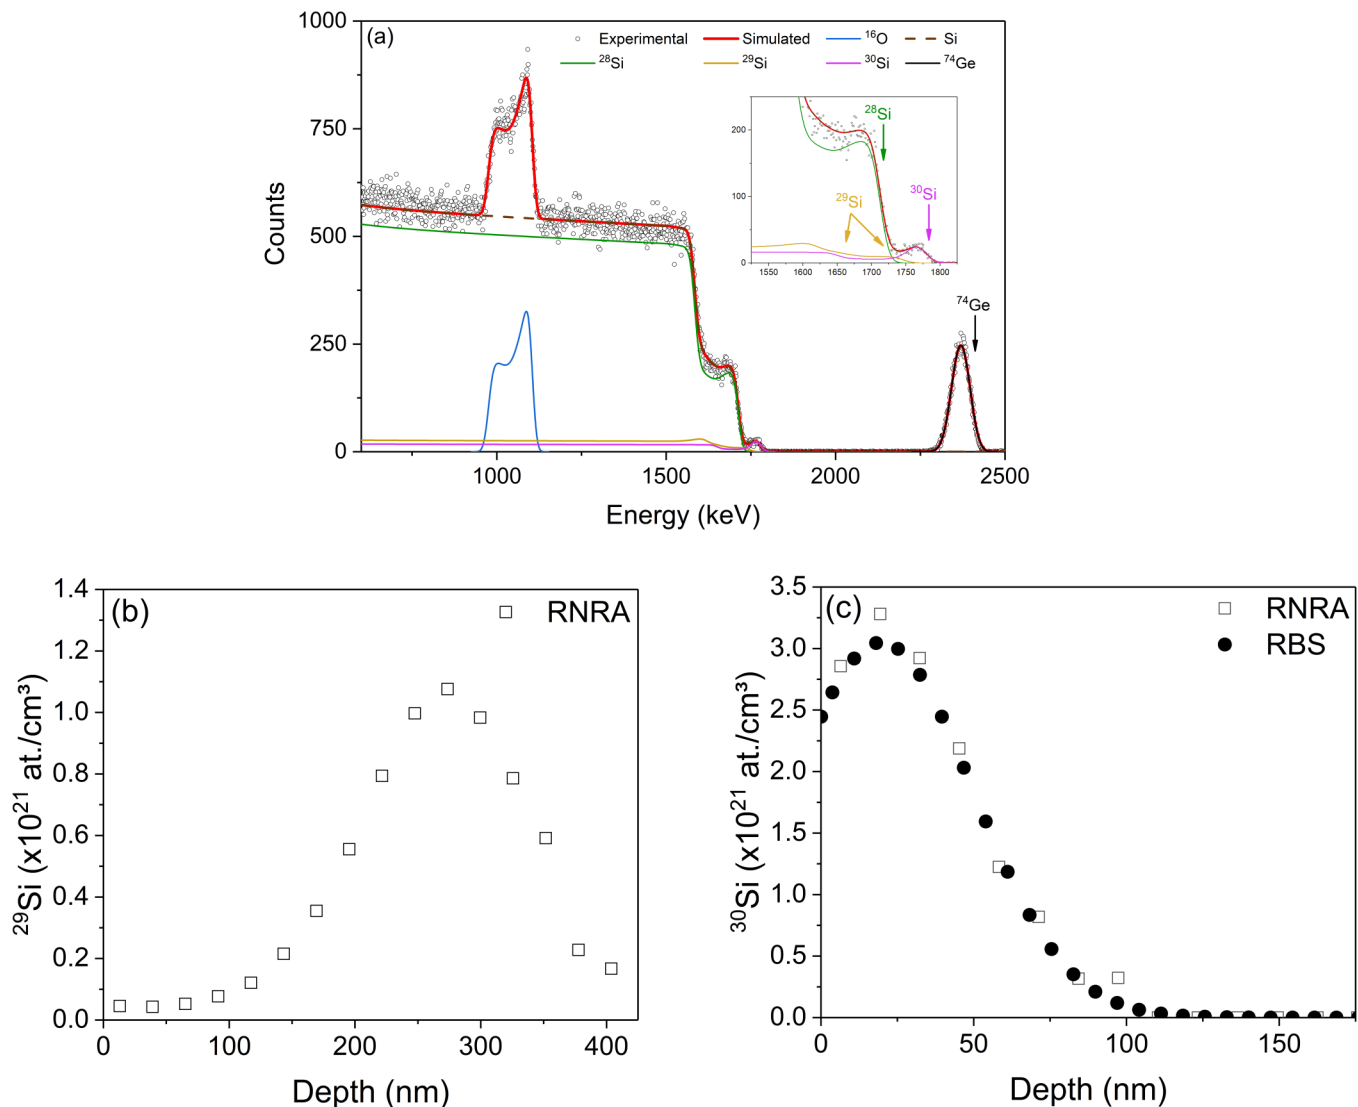 (a)
Experimental Simulated ¹⁶O Si
²⁸Si ²⁹Si ³⁰Si ⁷⁴Ge
1000
750
500
250
0
Counts
1000 1500 2000 2500
Energy (keV)
200
100
0
1550 1600 1650 1700 1750 1800
²⁸Si
²⁹Si
³⁰Si
⁷⁴Ge
(b)
RNRA
1.4
1.2
1.0
0.8
0.6
0.4
0.2
0.0
²⁹Si (x10²¹ at./cm³)
0 100 200 300 400
Depth (nm)
(c)
RNRA
RBS
3.5
3.0
2.5
2.0
1.5
1.0
0.5
0.0
³⁰Si (x10²¹ at./cm³)
0 50 100 150
Depth (nm)